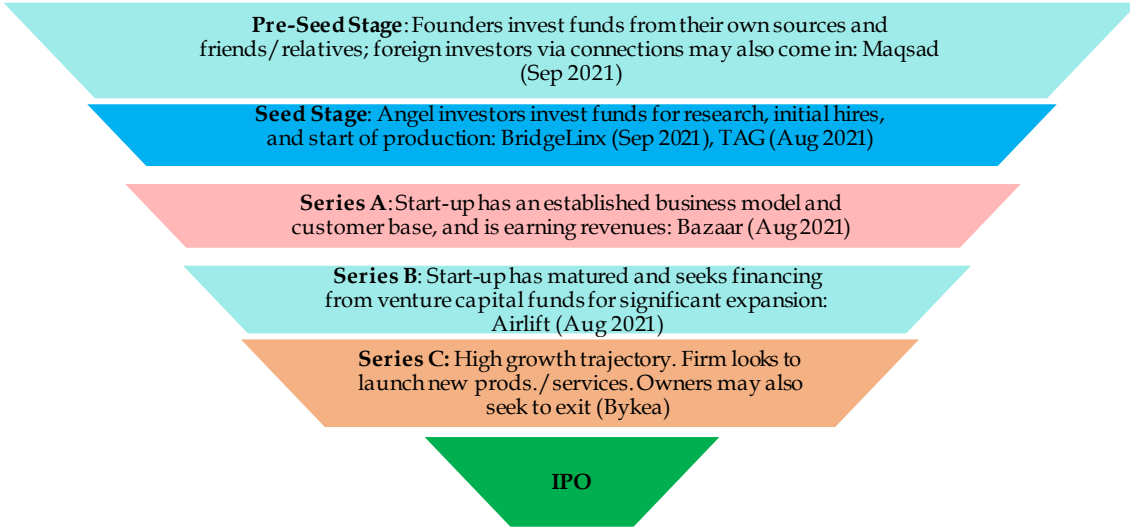 Pre-Seed Stage: Founders invest funds from their own sources and
friends/relatives; foreign investors via connections may also come in: Maqsad
(Sep 2021)
Seed Stage: Angel investors invest funds for research, initial hires,
and start of production: BridgeLinx (Sep 2021), TAG (Aug 2021)
Series A: Start-up has an established business model and
customer base, and is earning revenues: Bazaar (Aug 2021)
Series B: Start-up has matured and seeks financing
from venture capital funds for significant expansion:
Airlift (Aug 2021)
Series C: High growth trajectory. Firm looks to
launch new prods./services. Owners may also
seek to exit (Bykea)
IPO